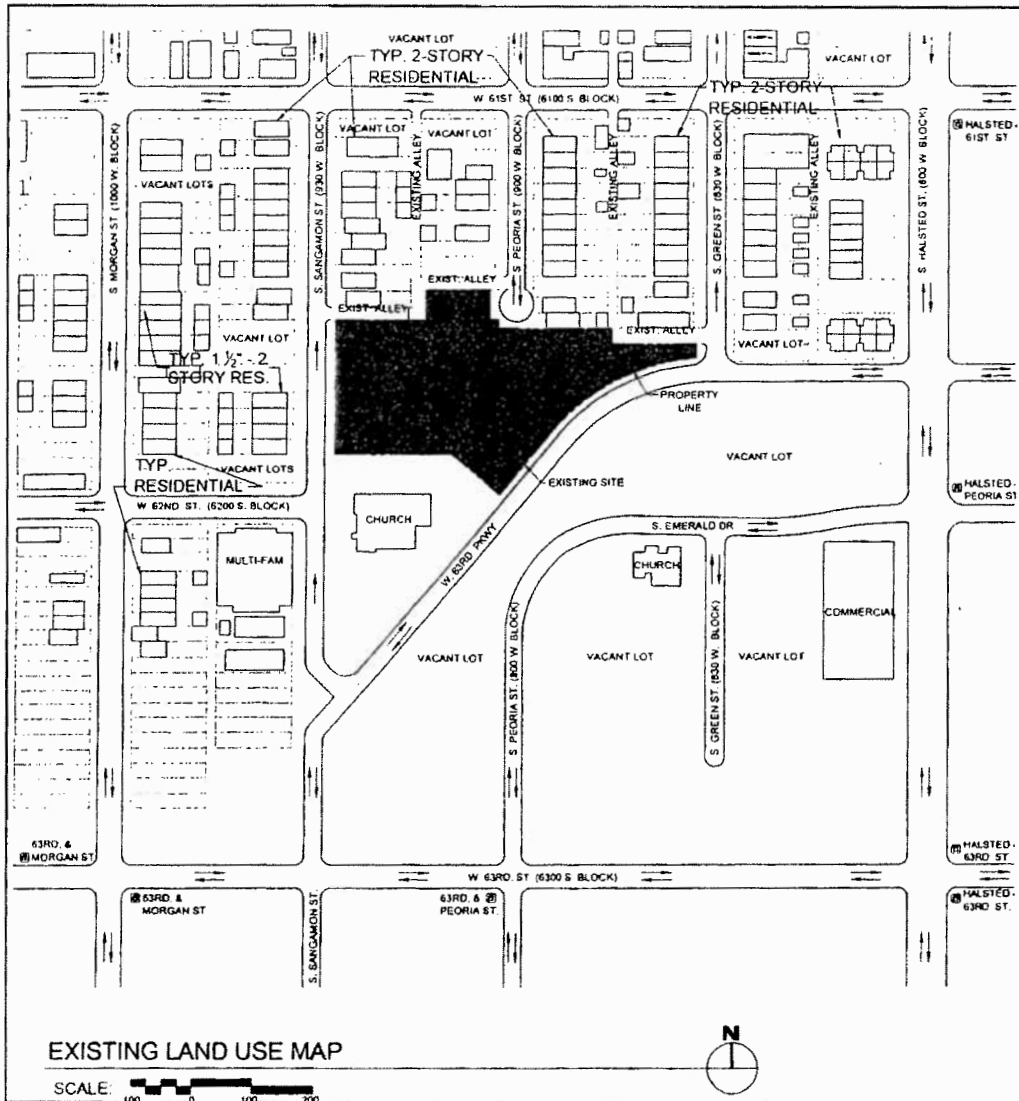 VACANT LOT
TYP. 2-STORY
RESIDENTIAL
VACANT LOT
TYP. 2-STORY
RESIDENTIAL
W 61ST ST (6100 S BLOCK)
HALSTED -
61ST ST
S MORGAN ST (1000 W. BLOCK)
S. SANGAMON ST (930 W. BLOCK)
S PEORIA ST (900 W BLOCK)
S. GREEN ST (830 W BLOCK)
S. HALSTED ST. (800 W BLOCK)
VACANT LOT
VACANT LOT
EXISTING ALLEY
EXISTING ALLEY
EXISTING ALLEY
VACANT LOTS
EXIST. ALLEY
EXIST. ALLEY
EXIST. ALLEY
VACANT LOT
VACANT LOT
TYP. 1 ½" - 2
STORY RES.
PROPERTY
LINE
TYP.
RESIDENTIAL
VACANT LOTS
VACANT LOT
EXISTING SITE
HALSTED -
PEORIA ST
W 62ND ST. (6200 S. BLOCK)
CHURCH
S. EMERALD DR
MULTI-FAM
W. 63RD PKWY
CHURCH
COMMERCIAL
VACANT LOT
S PEORIA ST. (900 W BLOCK)
VACANT LOT
S GREEN ST (830 W BLOCK)
VACANT LOT
63RD. &
MORGAN ST
HALSTED -
63RD ST
W 63RD. ST (6300 S BLOCK)
63RD. &
MORGAN ST
63RD. &
PEORIA ST.
HALSTED -
63RD ST.
S. SANGAMON ST.
EXISTING LAND USE MAP
N
SCALE:
100 0 100 200